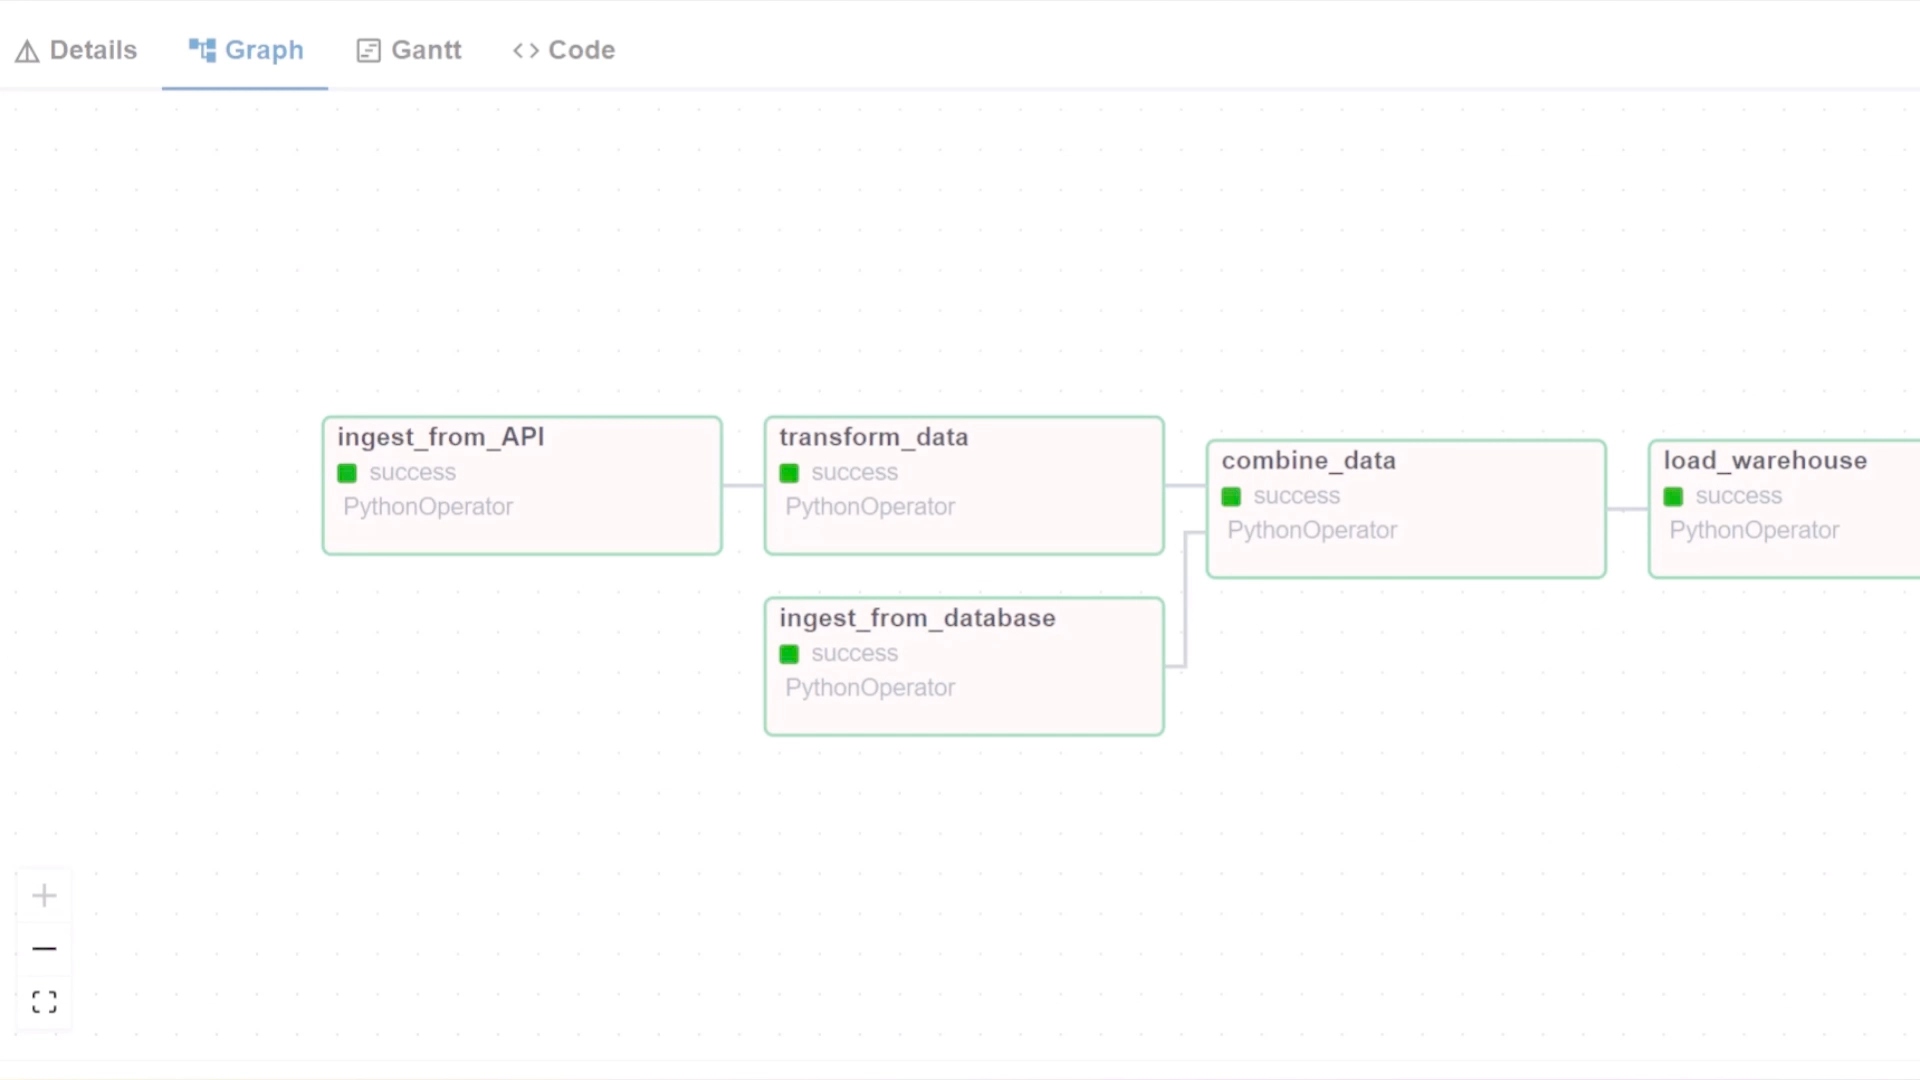 Details Graph Gantt Code
ingest_from_API
success
PythonOperator
transform_data
success
PythonOperator
combine_data
success
PythonOperator
load_warehouse
success
PythonOperator
ingest_from_database
success
PythonOperator